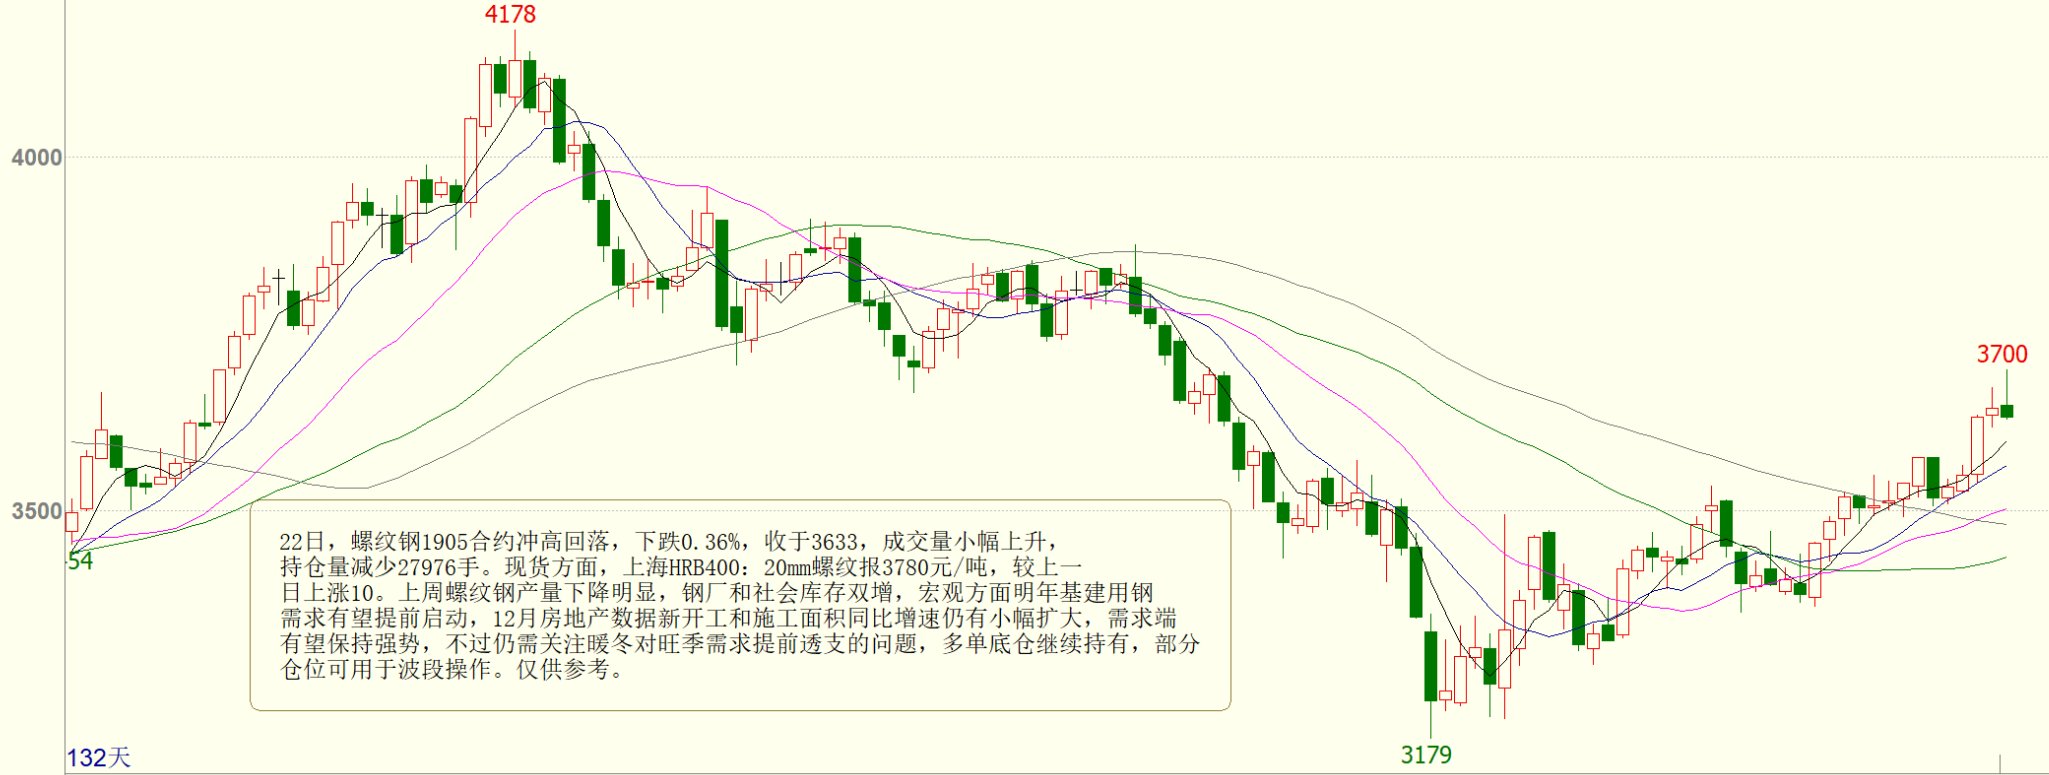 4178
4000
3700
3500
54
22日，螺纹钢1905合约冲高回落，下跌0.36%，收于3633，成交量小幅上升，
持仓量减少27976手。现货方面，上海HRB400：20mm螺纹报3780元/吨，较上一
日上涨10。上周螺纹钢产量下降明显，钢厂和社会库存双增，宏观方面明年基建用钢
需求有望提前启动，12月房地产数据新开工和施工面积同比增速仍有小幅扩大，需求端
有望保持强势，不过仍需关注暖冬对旺季需求提前透支的问题，多单底仓继续持有，部分
仓位可用于波段操作。仅供参考。
3179
132天